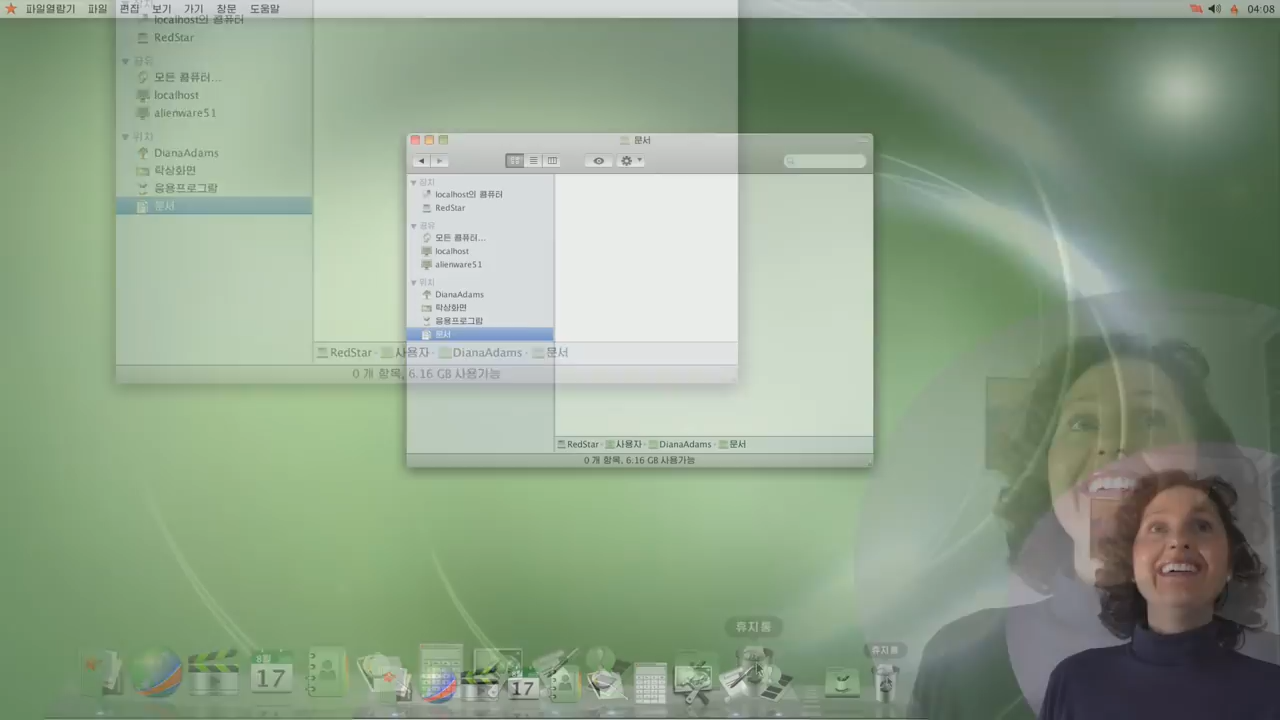 파일열람기 파일 편집 보기 가기 창문 도움말 04:08
localhost의 콤퓨터
RedStar
공유
모든 콤퓨터...
localhost
alienware51
위치
DianaAdams
탁상화면
응용프로그람
문서
RedStar 사용자 DianaAdams 문서
0 개 항목, 6.16 GB 사용가능
문서
장치
localhost의 콤퓨터
RedStar
공유
모든 콤퓨터...
localhost
alienware51
위치
DianaAdams
탁상화면
응용프로그람
문서
RedStar 사용자 DianaAdams 문서
0 개 항목, 6.16 GB 사용가능
휴지통
휴지통
8월
17
17